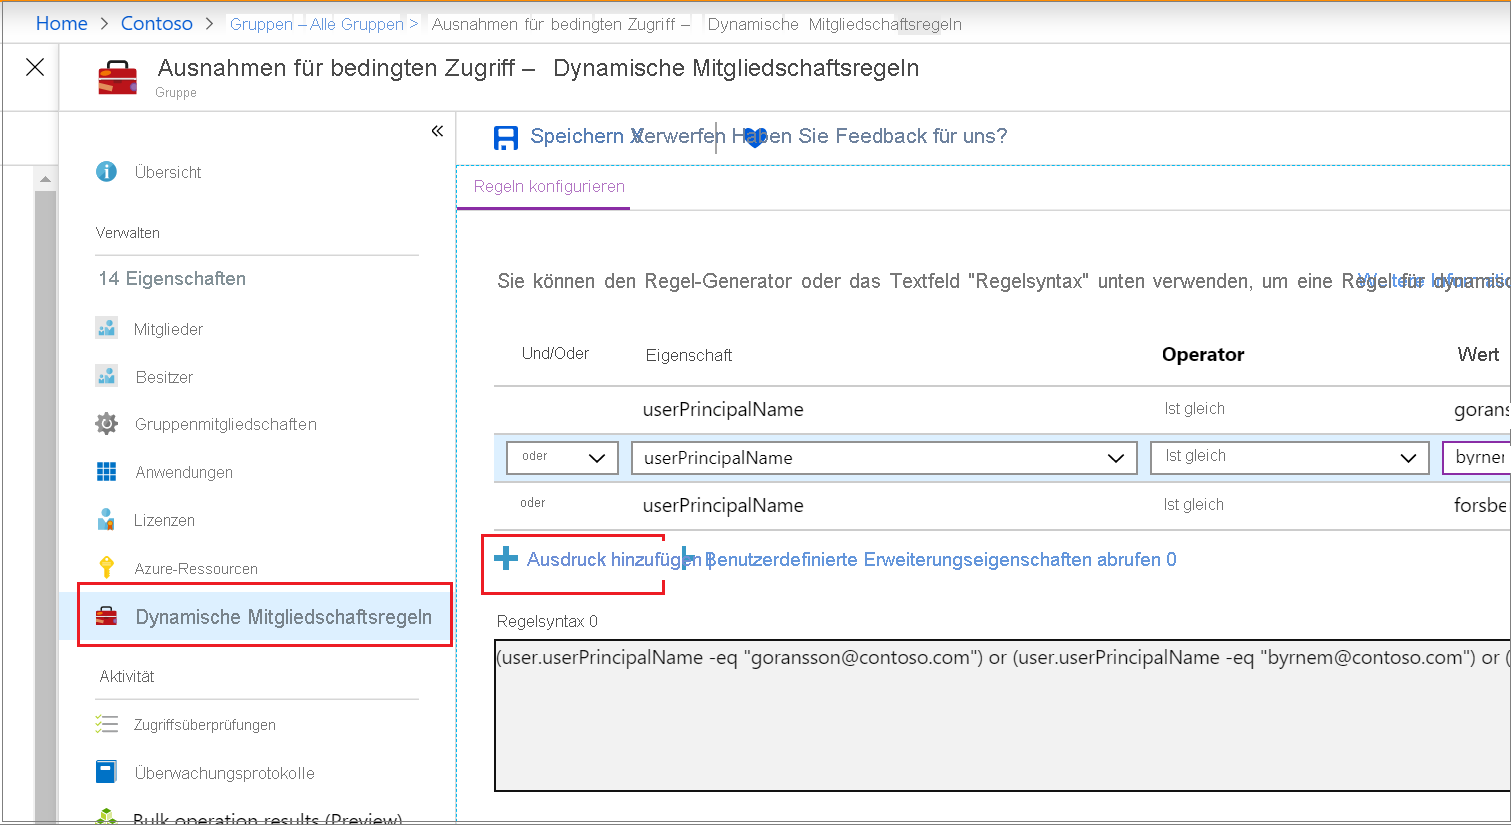 Home > Contoso > Gruppen – Alle Gruppen > Ausnahmen für bedingten Zugriff – Dynamische Mitgliedschaftsregeln
Ausnahmen für bedingten Zugriff – Dynamische Mitgliedschaftsregeln
Gruppe
«
Speichern X Verwerfen Haben Sie Feedback für uns?
Übersicht
Regeln konfigurieren
Verwalten
14 Eigenschaften
Sie können den Regel-Generator oder das Textfeld "Regelsyntax" unten verwenden, um eine Regel für Weitere
Mitglieder
Und/Oder Eigenschaft Operator Wert
Besitzer
userPrincipalName Ist gleich gorans
Gruppenmitgliedschaften
oder userPrincipalName Ist gleich byrner
Anwendungen
oder userPrincipalName Ist gleich forsbe
Lizenzen
Ausdruck hinzufügen Benutzerdefinierte Erweiterungseigenschaften abrufen 0
Azure-Ressourcen
Dynamische Mitgliedschaftsregeln
Regelsyntax 0
(user.userPrincipalName -eq "goransson@contoso.com") or (user.userPrincipalName -eq "byrnem@contoso.com") or (
Aktivität
Zugriffsüberprüfungen
Überwachungsprotokolle
Bulk operation results (Preview)